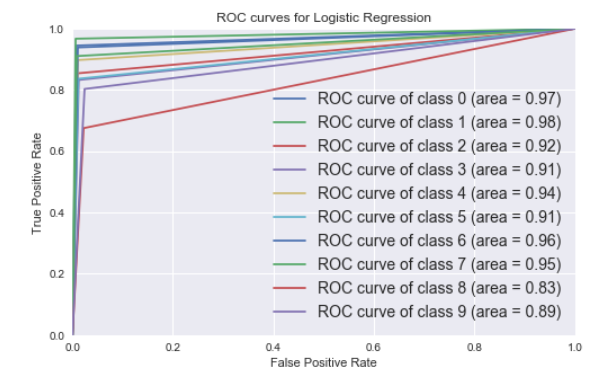 ROC curves for Logistic Regression
1.0
0.8
0.6
0.4
0.2
0.0
True Positive Rate
ROC curve of class 0 (area = 0.97)
ROC curve of class 1 (area = 0.98)
ROC curve of class 2 (area = 0.92)
ROC curve of class 3 (area = 0.91)
ROC curve of class 4 (area = 0.94)
ROC curve of class 5 (area = 0.91)
ROC curve of class 6 (area = 0.96)
ROC curve of class 7 (area = 0.95)
ROC curve of class 8 (area = 0.83)
ROC curve of class 9 (area = 0.89)
0.0 0.2 0.4 0.6 0.8 1.0
False Positive Rate